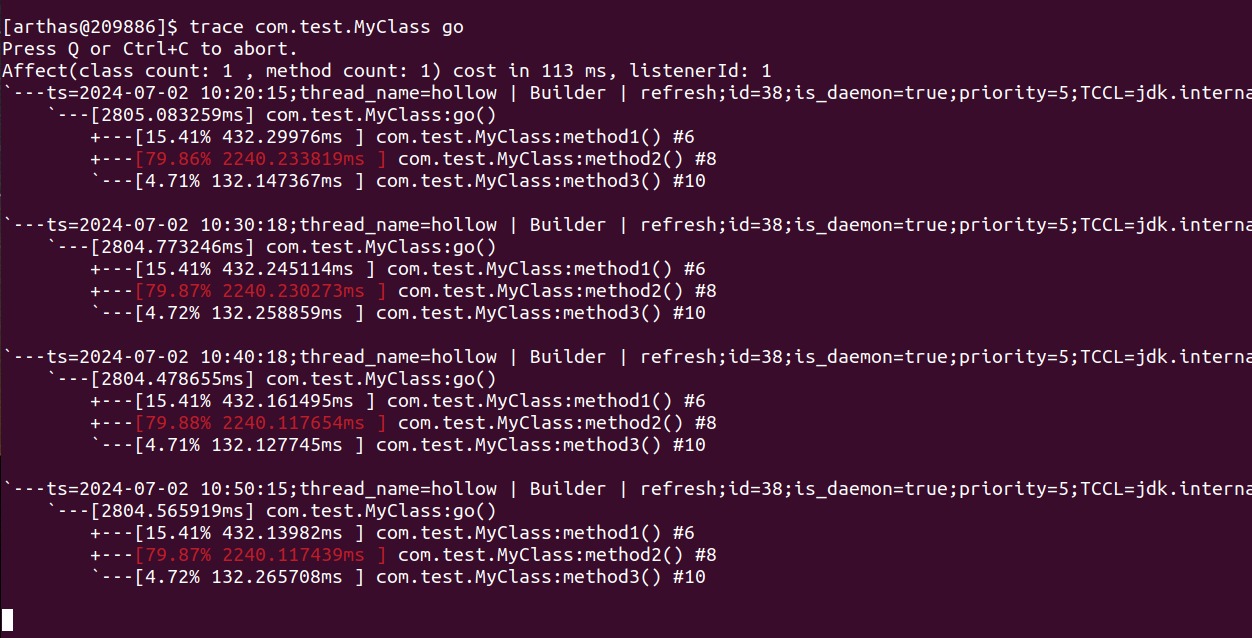 [arthas@209886]$ trace com.test.MyClass go
Press Q or Ctrl+C to abort.
Affect(class count: 1 , method count: 1) cost in 113 ms, listenerId: 1
`---ts=2024-07-02 10:20:15;thread_name=hollow | Builder | refresh;id=38;is_daemon=true;priority=5;TCCL=jdk.interna
    `---[2805.083259ms] com.test.MyClass:go()
        +---[15.41% 432.29976ms ] com.test.MyClass:method1() #6
        +---[79.86% 2240.233819ms ] com.test.MyClass:method2() #8
        `---[4.71% 132.147367ms ] com.test.MyClass:method3() #10
`---ts=2024-07-02 10:30:18;thread_name=hollow | Builder | refresh;id=38;is_daemon=true;priority=5;TCCL=jdk.interna
    `---[2804.773246ms] com.test.MyClass:go()
        +---[15.41% 432.245114ms ] com.test.MyClass:method1() #6
        +---[79.87% 2240.230273ms ] com.test.MyClass:method2() #8
        `---[4.72% 132.258859ms ] com.test.MyClass:method3() #10
`---ts=2024-07-02 10:40:18;thread_name=hollow | Builder | refresh;id=38;is_daemon=true;priority=5;TCCL=jdk.interna
    `---[2804.478655ms] com.test.MyClass:go()
        +---[15.41% 432.161495ms ] com.test.MyClass:method1() #6
        +---[79.88% 2240.117654ms ] com.test.MyClass:method2() #8
        `---[4.71% 132.127745ms ] com.test.MyClass:method3() #10
`---ts=2024-07-02 10:50:15;thread_name=hollow | Builder | refresh;id=38;is_daemon=true;priority=5;TCCL=jdk.interna
    `---[2804.565919ms] com.test.MyClass:go()
        +---[15.41% 432.13982ms ] com.test.MyClass:method1() #6
        +---[79.87% 2240.117439ms ] com.test.MyClass:method2() #8
        `---[4.72% 132.265708ms ] com.test.MyClass:method3() #10